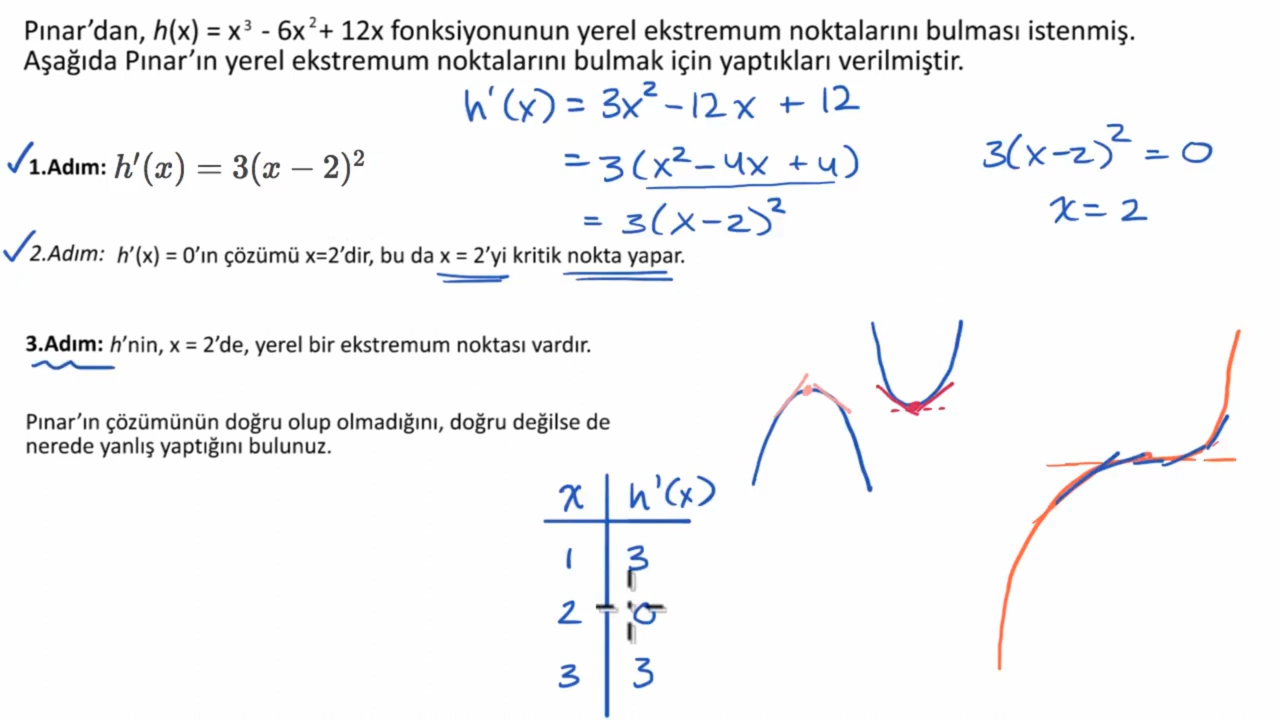 Pınar'dan, h(x) = x³ - 6x²+ 12x fonksiyonunun yerel ekstremum noktalarını bulması istenmiş.
Aşağıda Pınar'ın yerel ekstremum noktalarını bulmak için yaptıkları verilmiştir.
h'(x) = 3x² - 12x + 12
= 3(x² - 4x + 4)
= 3(x-2)²
3(x-2)² = 0
x = 2
1.Adım: h′(x) = 3(x − 2)²
2.Adım: h'(x) = 0'ın çözümü x=2'dir, bu da x = 2'yi kritik nokta yapar.
3.Adım: h'nin, x = 2'de, yerel bir ekstremum noktası vardır.
Pınar'ın çözümünün doğru olup olmadığını, doğru değilse de
nerede yanlış yaptığını bulunuz.
x h'(x)
1 3
2 0
3 3